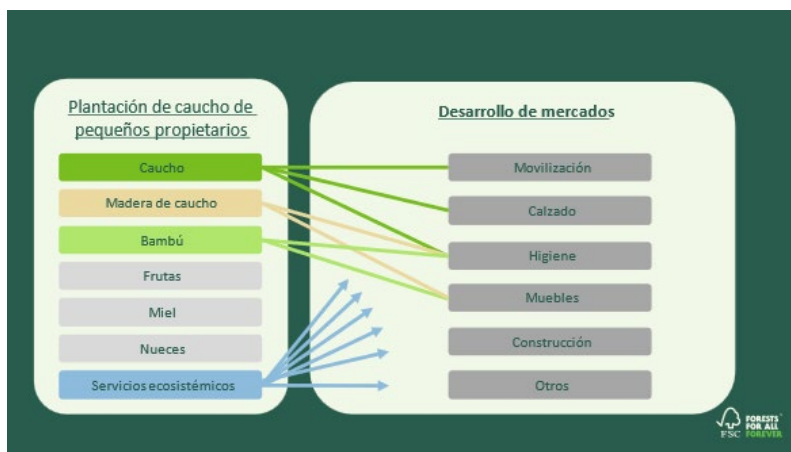 Plantación de caucho de
pequeños propietarios
Caucho
Madera de caucho
Bambú
Frutas
Miel
Nueces
Servicios ecosistémicos
Desarrollo de mercados
Movilización
Calzado
Higiene
Muebles
Construcción
Otros
FSC
FORESTS
FOR ALL
FOREVER